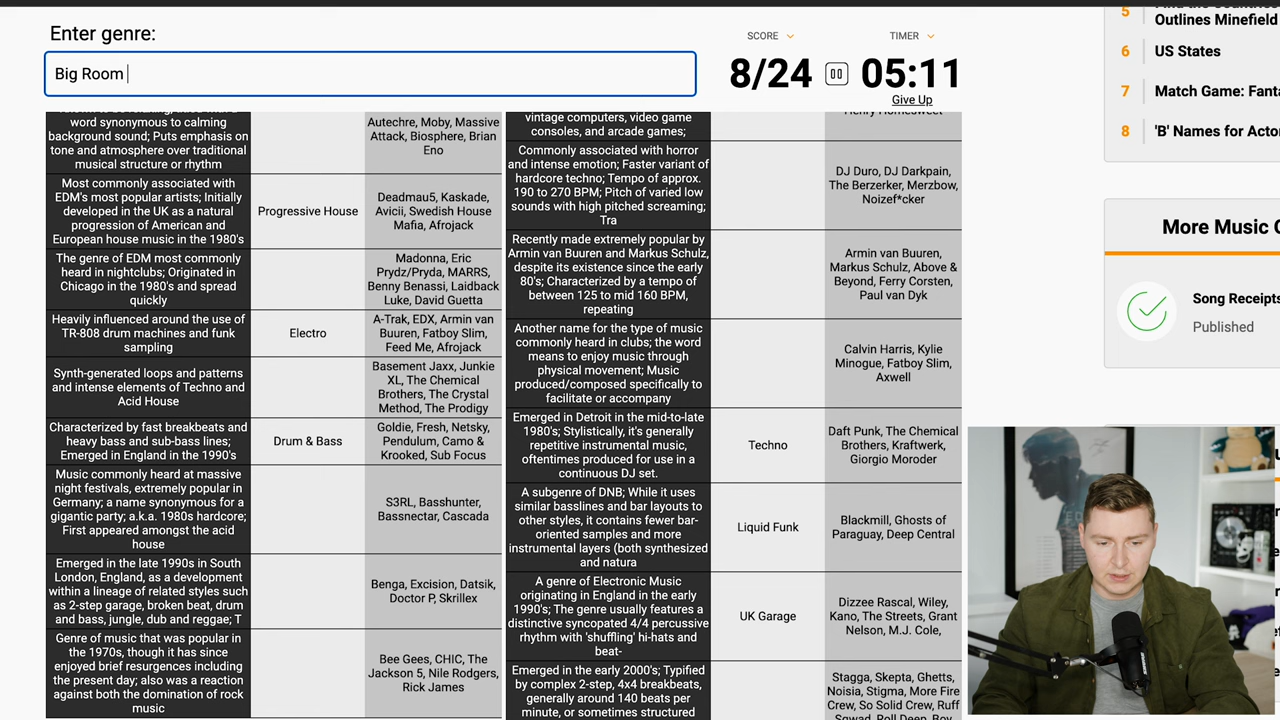 Enter genre:
Big Room
SCORE
8/24
TIMER
05:11
Give Up
word synonymous to calming
background sound; Puts emphasis on
tone and atmosphere over traditional
musical structure or rhythm
Autechre, Moby, Massive
Attack, Biosphere, Brian
Eno
Most commonly associated with
EDM's most popular artists; Initially
developed in the UK as a natural
progression of American and
European house music in the 1980's
Progressive House
Deadmau5, Kaskade,
Avicii, Swedish House
Mafia, Afrojack
The genre of EDM most commonly
heard in nightclubs; Originated in
Chicago in the 1980's and spread
quickly
Madonna, Eric
Prydz/Pryda, MARRS,
Benny Benassi, Laidback
Luke, David Guetta
Heavily influenced around the use of
TR-808 drum machines and funk
sampling
Electro
A-Trak, EDX, Armin van
Buuren, Fatboy Slim,
Feed Me, Afrojack
Synth-generated loops and patterns
and intense elements of Techno and
Acid House
Basement Jaxx, Junkie
XL, The Chemical
Brothers, The Crystal
Method, The Prodigy
Characterized by fast breakbeats and
heavy bass and sub-bass lines;
Emerged in England in the 1990's
Drum & Bass
Goldie, Fresh, Netsky,
Pendulum, Camo &
Krooked, Sub Focus
Music commonly heard at massive
night festivals, extremely popular in
Germany; a name synonymous for a
gigantic party; a.k.a. 1980s hardcore;
First appeared amongst the acid
house
S3RL, Basshunter,
Bassnectar, Cascada
Emerged in the late 1990s in South
London, England, as a development
within a lineage of related styles such
as 2-step garage, broken beat, drum
and bass, jungle, dub and reggae; T
Benga, Excision, Datsik,
Doctor P, Skrillex
Genre of music that was popular in
the 1970s, though it has since
enjoyed brief resurgences including
the present day; also was a reaction
against both the domination of rock
music
Bee Gees, CHIC, The
Jackson 5, Nile Rodgers,
Rick James
vintage computers, video game
consoles, and arcade games;
Henry Homesweet
Commonly associated with horror
and intense emotion; Faster variant of
hardcore techno; Tempo of approx.
190 to 270 BPM; Pitch of varied low
sounds with high pitched screaming;
Tra
DJ Duro, DJ Darkpain,
The Berzerker, Merzbow,
Noizef*cker
Recently made extremely popular by
Armin van Buuren and Markus Schulz,
despite its existence since the early
80's; Characterized by a tempo of
between 125 to mid 160 BPM,
repeating
Armin van Buuren,
Markus Schulz, Above &
Beyond, Ferry Corsten,
Paul van Dyk
Another name for the type of music
commonly heard in clubs; the word
means to enjoy music through
physical movement; Music
produced/composed specifically to
facilitate or accompany
Calvin Harris, Kylie
Minogue, Fatboy Slim,
Axwell
Emerged in Detroit in the mid-to-late
1980's; Stylistically, it's generally
repetitive instrumental music,
oftentimes produced for use in a
continuous DJ set.
Techno
Daft Punk, The Chemical
Brothers, Kraftwerk,
Giorgio Moroder
A subgenre of DNB; While it uses
similar basslines and bar layouts to
other styles, it contains fewer bar-
oriented samples and more
instrumental layers (both synthesized
and natura
Liquid Funk
Blackmill, Ghosts of
Paraguay, Deep Central
A genre of Electronic Music
originating in England in the early
1990's; The genre usually features a
distinctive syncopated 4/4 percussive
rhythm with 'shuffling' hi-hats and
beat-
UK Garage
Dizzee Rascal, Wiley,
Kano, The Streets, Grant
Nelson, M.J. Cole,
Emerged in the early 2000's; Typified
by complex 2-step, 4x4 breakbeats,
generally around 140 beats per
minute, or sometimes structured
Stagga, Skepta, Ghetts,
Noisia, Stigma, More Fire
Crew, So Solid Crew, Ruff
Sqwad, Roll Deep, Boy
5
Outlines Minefield
6 US States
7 Match Game: Fanta
8 'B' Names for Actor
More Music
Song Receipts
Published